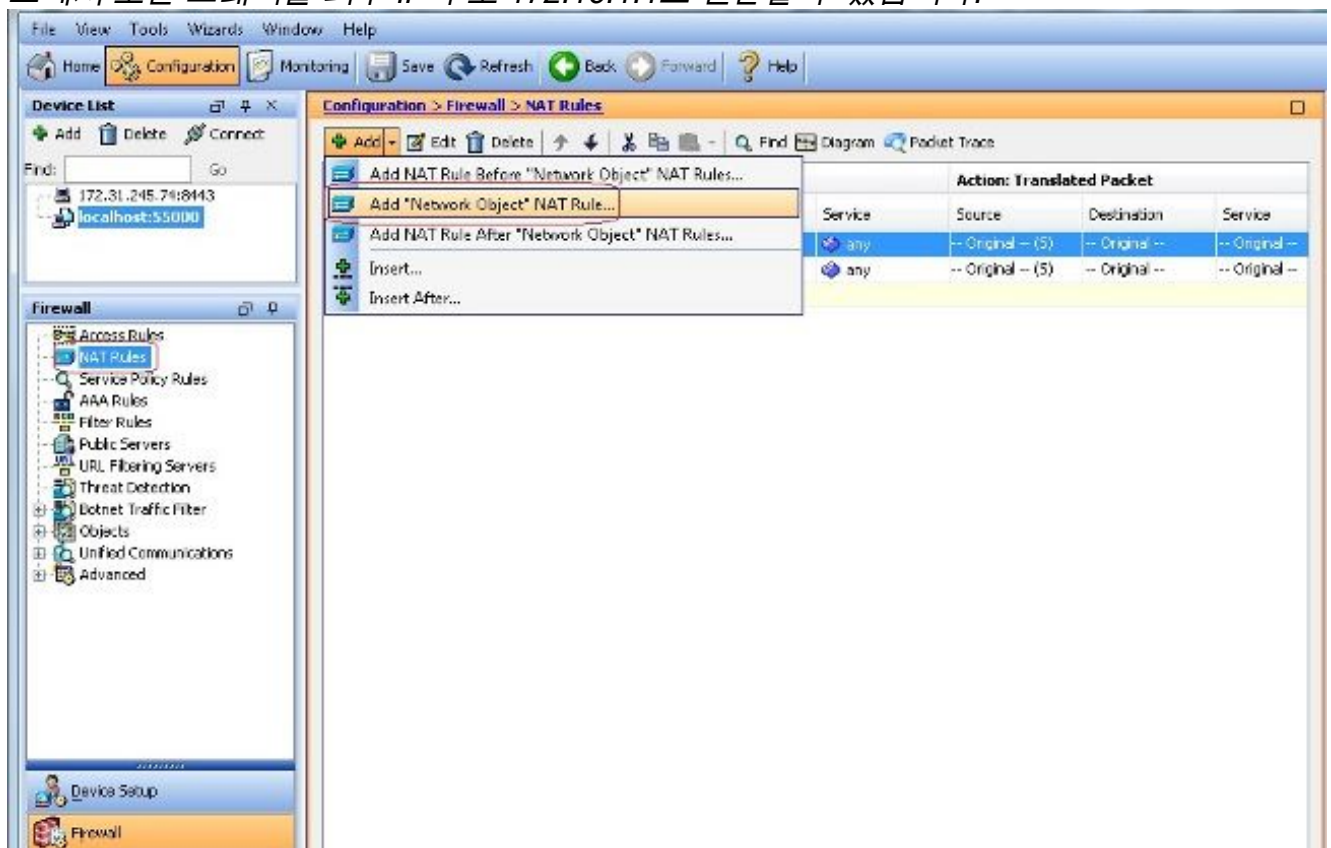 File View Tools Wizards Window Help
Home Configuration Monitoring Save Refresh Back Forward Help
Device List
Add Delete Connect
Find: Go
172.31.245.74:8443
localhost:55000
Firewall
Access Rules
NAT Rules
Service Policy Rules
AAA Rules
Filter Rules
Public Servers
URL Filtering Servers
Threat Detection
Botnet Traffic Filter
Objects
Unified Communications
Advanced
Device Setup
Firewall
Configuration > Firewall > NAT Rules
Add Edit Delete Find Diagram Packet Trace
Add NAT Rule Before "Network Object" NAT Rules...
Add "Network Object" NAT Rule...
Add NAT Rule After "Network Object" NAT Rules...
Insert...
Insert After...
Action: Translated Packet
Service Source Destination Service
any -- Original -- (S) -- Original -- -- Original --
any -- Original -- (S) -- Original -- -- Original --